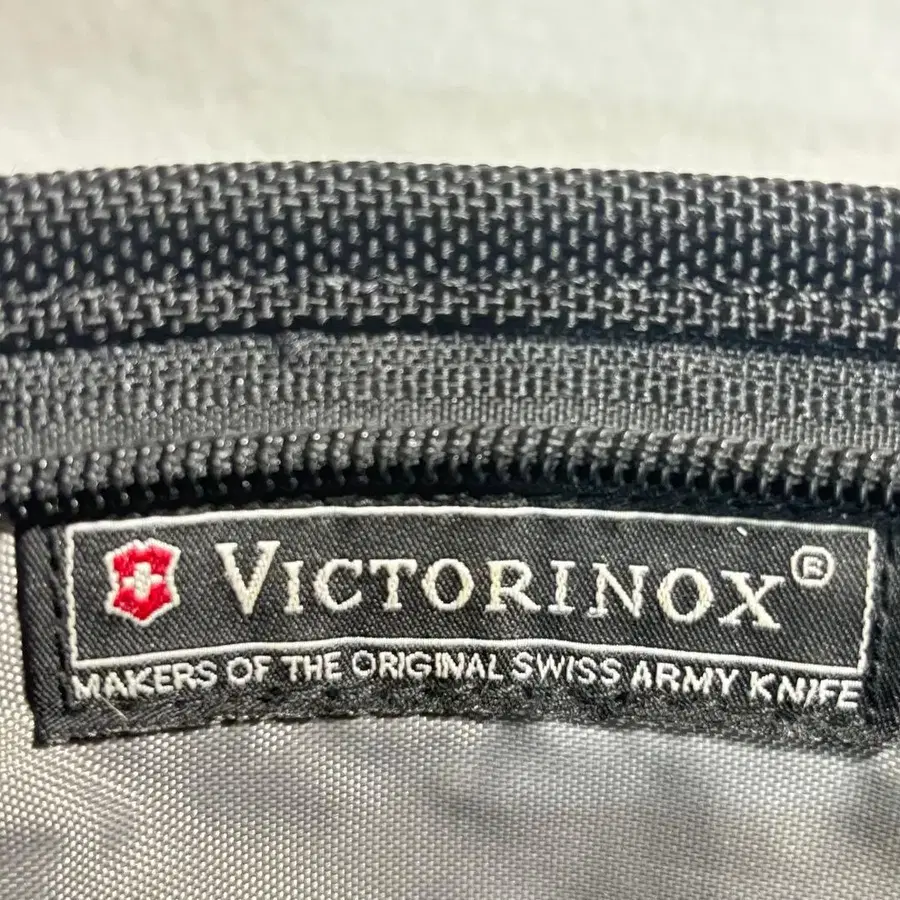 VICTORINOX®
MAKERS OF THE ORIGINAL SWISS ARMY KNIFE